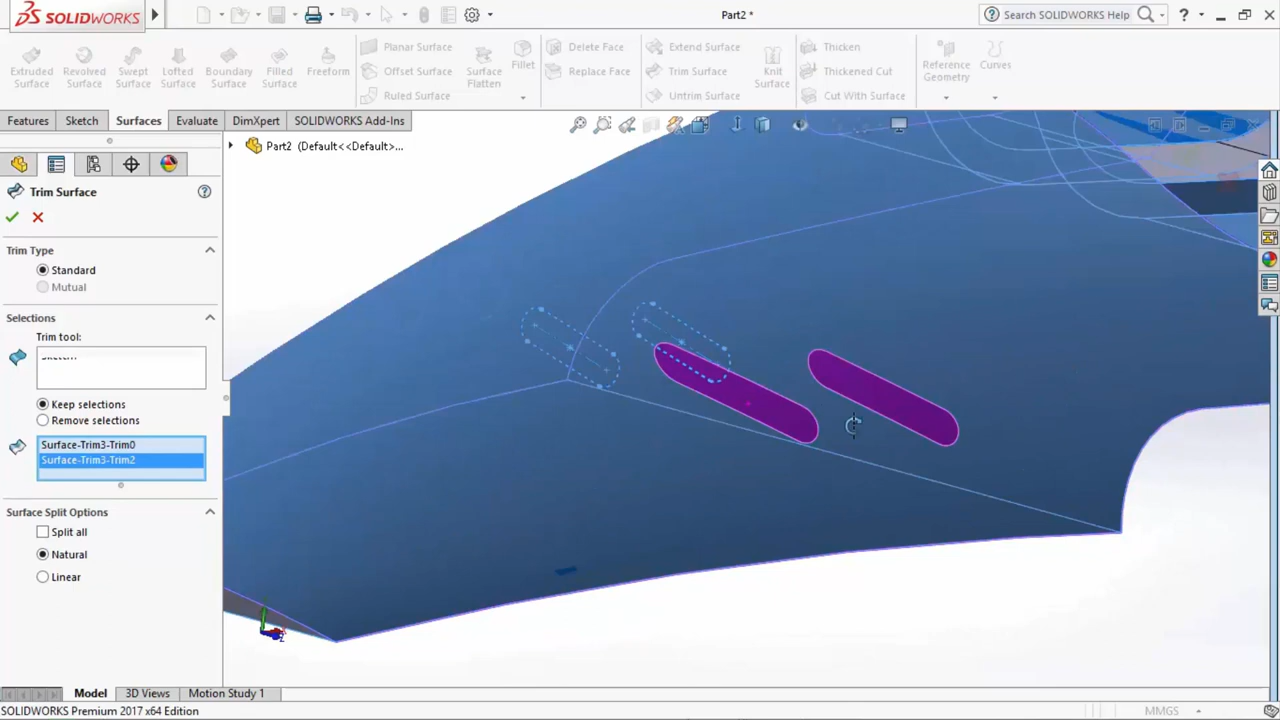 SOLIDWORKS
Part2 *
Search SOLIDWORKS Help
?
Extruded Surface
Revolved Surface
Swept Surface
Lofted Surface
Boundary Surface
Filled Surface
Freeform
Planar Surface
Offset Surface
Ruled Surface
Surface Flatten
Fillet
Delete Face
Replace Face
Extend Surface
Trim Surface
Untrim Surface
Knit Surface
Thicken
Thickened Cut
Cut With Surface
Reference Geometry
Curves
Features
Sketch
Surfaces
Evaluate
DimXpert
SOLIDWORKS Add-Ins
Part2 (Default<<Default>...
Trim Surface
?
Trim Type
Standard
Mutual
Selections
Trim tool:
Keep selections
Remove selections
Surface-Trim3-Trim0
Surface-Trim3-Trim2
Surface Split Options
Split all
Natural
Linear
Model
3D Views
Motion Study 1
SOLIDWORKS Premium 2017 x64 Edition
MMGS